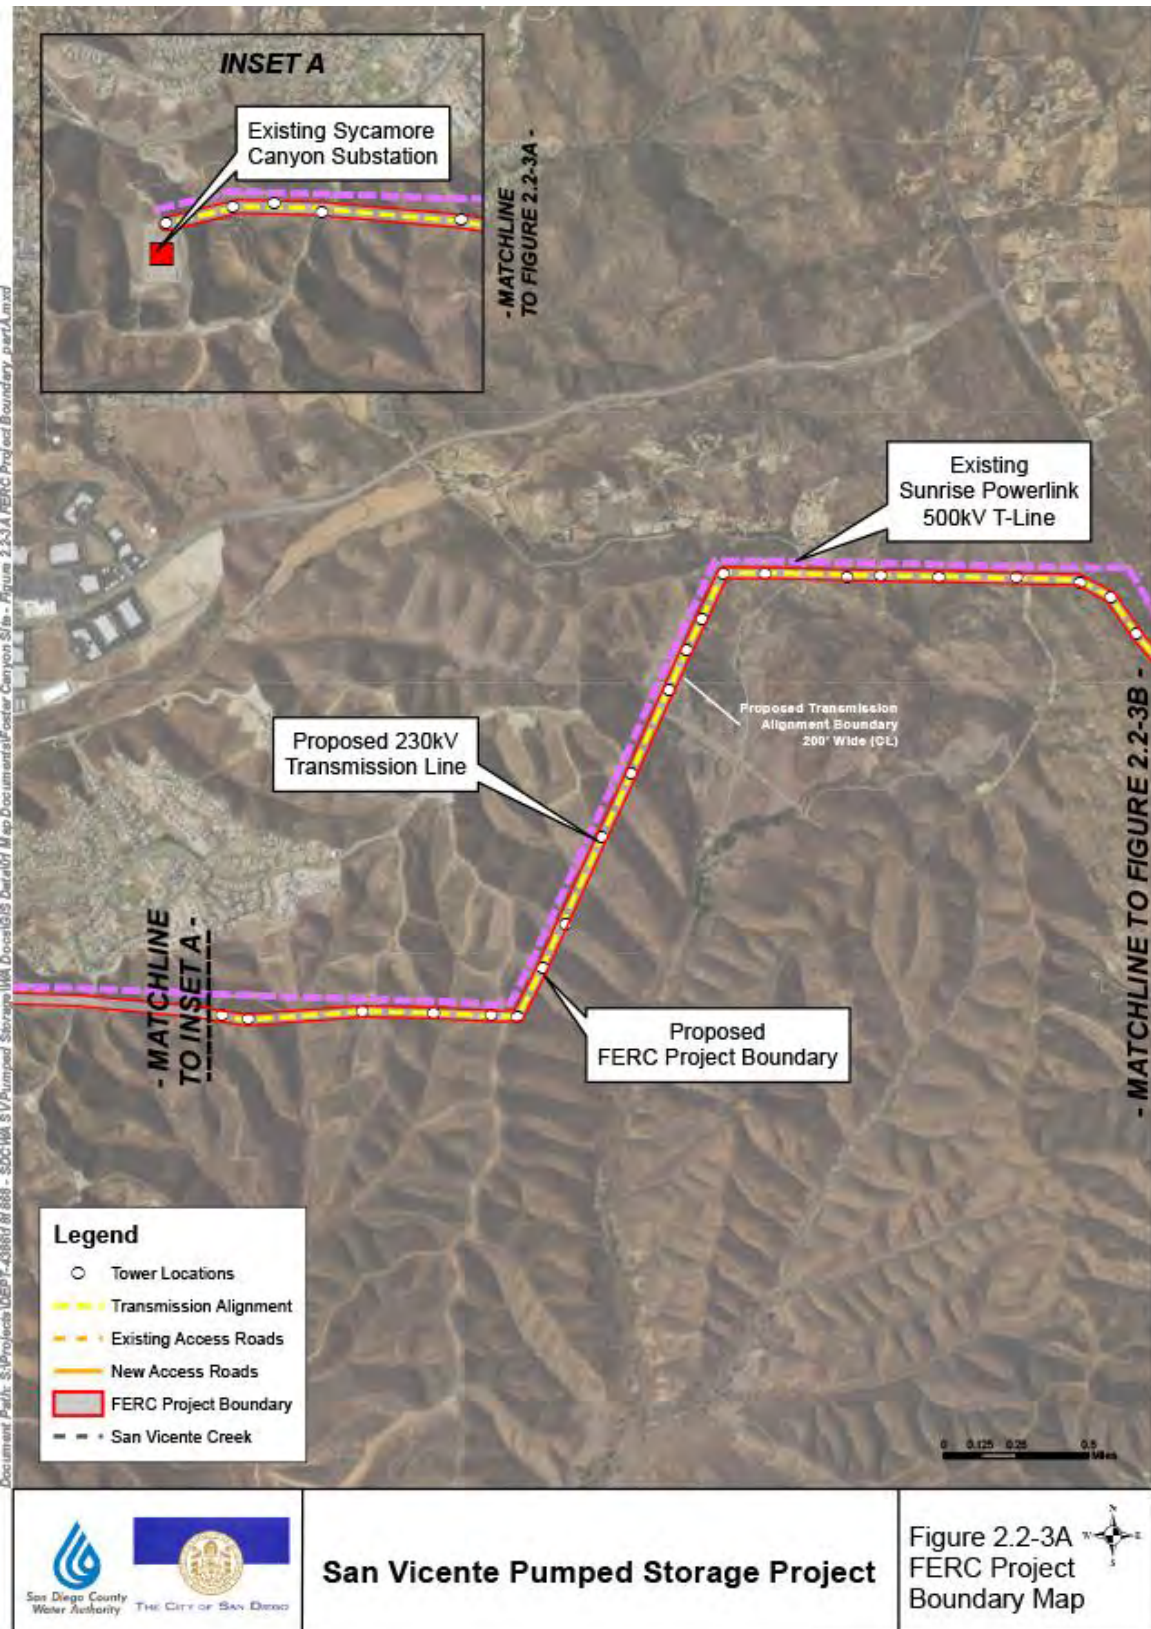 INSET A
Existing Sycamore
Canyon Substation
- MATCHLINE
TO FIGURE 2.2-3A -
Existing
Sunrise Powerlink
500kV T-Line
Proposed Transmission
Alignment Boundary
200' Wide (CL)
Proposed 230kV
Transmission Line
- MATCHLINE TO FIGURE 2.2-3B -
- MATCHLINE
TO INSET A -
Proposed
FERC Project Boundary
Legend
Tower Locations
Transmission Alignment
Existing Access Roads
New Access Roads
FERC Project Boundary
San Vicente Creek
0 0.125 0.25 0.5
Miles
San Diego County
Water Authority
THE CITY OF SAN DIEGO
San Vicente Pumped Storage Project
Figure 2.2-3A
FERC Project
Boundary Map
N
W E
S